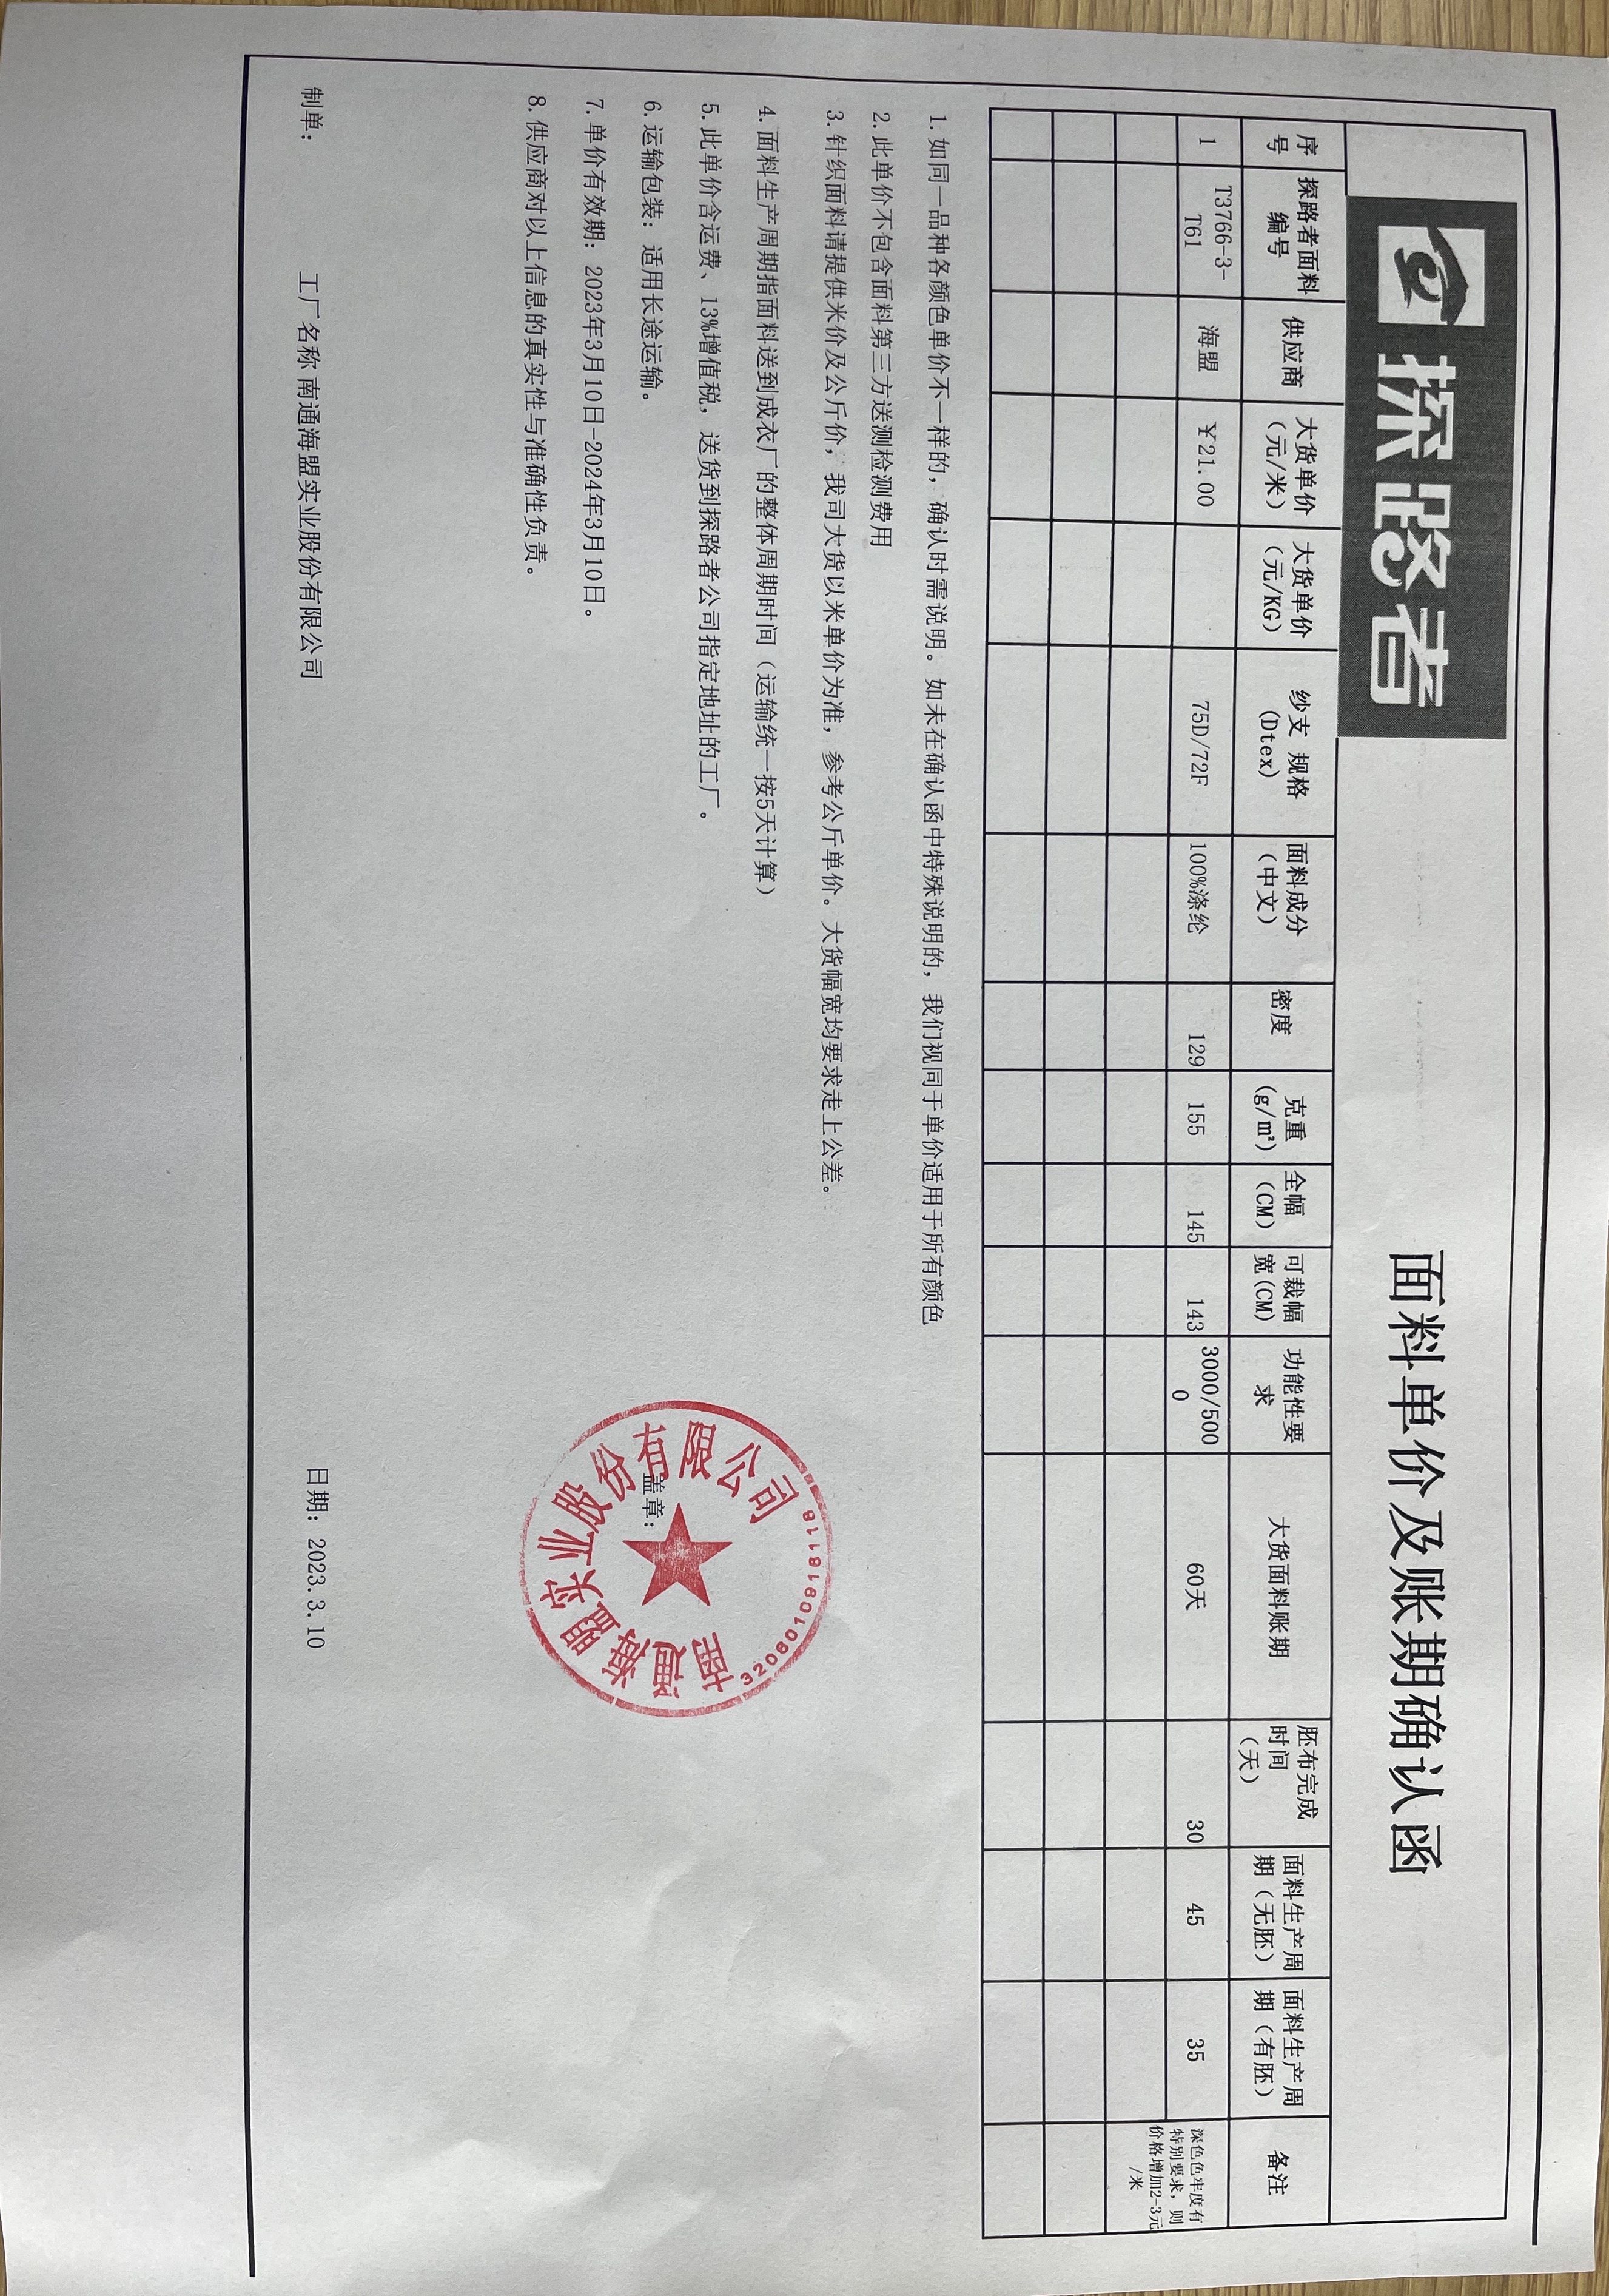 探路者
面料单价及账期确认函
序号 探路者面料编号 供应商 大货单价(元/米) 大货单价(元/KG) 纱支 规格(Dtex) 面料成分(中文) 密度 克重(g/㎡) 全幅(CM) 可裁幅宽(CM) 功能性要求 大货面料账期 胚布完成时间(天) 面料生产周期(无胚) 面料生产周期(有胚) 备注
1 T3766-3-T61 海盟 ¥21.00 75D/72F 100%涤纶 129 155 145 143 3000/5000 60天 30 45 35 深色色牢度有特别要求,则价格增加2-3元/米
1.如同一品种各颜色单价不一样的,确认时需说明。如未在确认函中特殊说明的,我们视同于单价适用于所有颜色
2.此单价不包含面料第三方送测检测费用
3.针织面料请提供米价及公斤价,我司大货以米单价为准,参考公斤单价。大货幅宽均要求走上公差。
4.面料生产周期指面料送到成衣厂的整体周期时间(运输统一按5天计算)
5.此单价含运费、13%增值税,送货到探路者公司指定地址的工厂。
6.运输包装:适用长途运输。
7.单价有效期:2023年3月10日-2024年3月10日。
8.供应商对以上信息的真实性与准确性负责。
盖章:
南通海盟实业股份有限公司
制单: 工厂名称 南通海盟实业股份有限公司 日期:2023.3.10